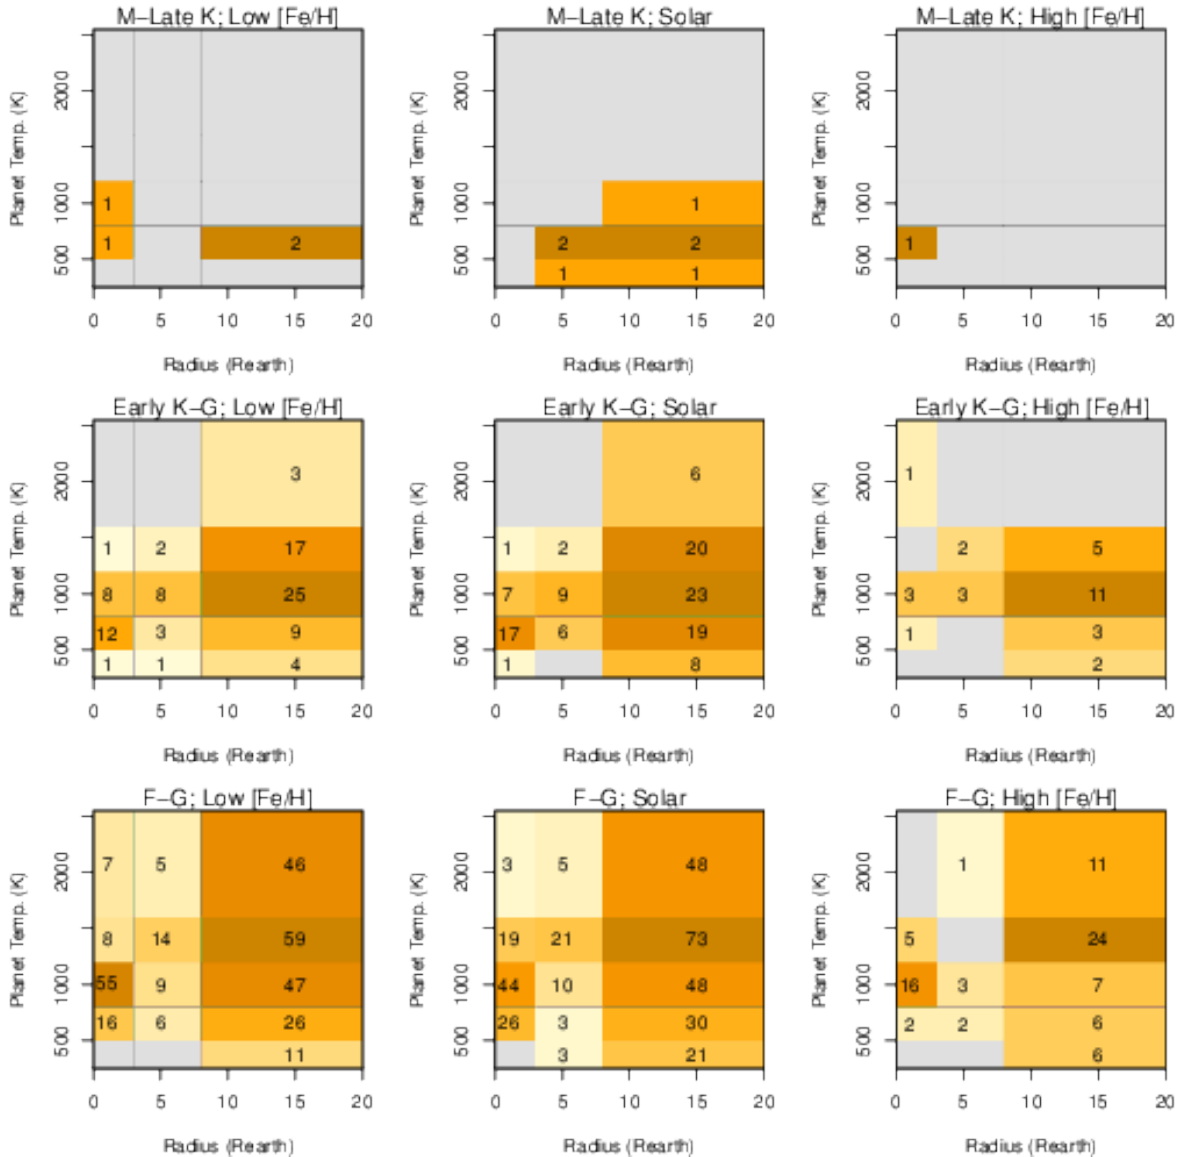 M–Late K; Low [Fe/H]
M–Late K; Solar
M–Late K; High [Fe/H]
Planet Temp. (K)
2000
1000
500
1
1
2
0 5 10 15 20
Radius (Rearth)
Planet Temp. (K)
2000
1000
500
1
2 2
1 1
0 5 10 15 20
Radius (Rearth)
Planet Temp. (K)
2000
1000
500
1
0 5 10 15 20
Radius (Rearth)
Early K–G; Low [Fe/H]
Early K–G; Solar
Early K–G; High [Fe/H]
Planet Temp. (K)
2000
1000
500
3
1 2 17
8 8 25
12 3 9
1 1 4
0 5 10 15 20
Radius (Rearth)
Planet Temp. (K)
2000
1000
500
6
1 2 20
7 9 23
17 6 19
1 8
0 5 10 15 20
Radius (Rearth)
Planet Temp. (K)
2000
1000
500
1
2 5
3 3 11
1 3
2
0 5 10 15 20
Radius (Rearth)
F–G; Low [Fe/H]
F–G; Solar
F–G; High [Fe/H]
Planet Temp. (K)
2000
1000
500
7 5 46
8 14 59
55 9 47
16 6 26
11
0 5 10 15 20
Radius (Rearth)
Planet Temp. (K)
2000
1000
500
3 5 48
19 21 73
44 10 48
26 3 30
3 21
0 5 10 15 20
Radius (Rearth)
Planet Temp. (K)
2000
1000
500
1 11
5 24
16 3 7
2 2 6
6
0 5 10 15 20
Radius (Rearth)